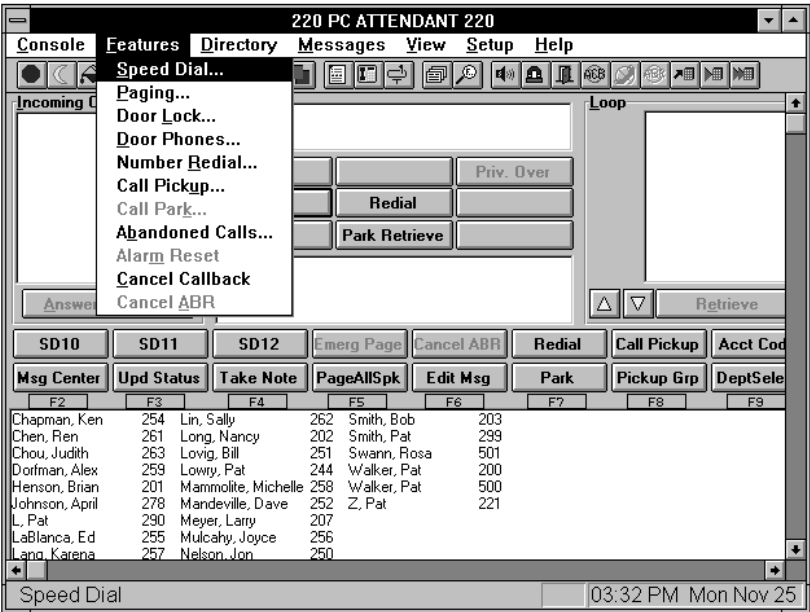 220 PC ATTENDANT 220
Console Features Directory Messages View Setup Help
Speed Dial...
Paging...
Door Lock...
Door Phones...
Number Redial...
Call Pickup...
Call Park...
Abandoned Calls...
Alarm Reset
Cancel Callback
Cancel ABR
ACB
Incoming C
Loop
Priv. Over
Redial
Park Retrieve
Answer
Retrieve
SD10 SD11 SD12 Emerg Page Cancel ABR Redial Call Pickup Acct Cod
Msg Center Upd Status Take Note PageAllSpk Edit Msg Park Pickup Grp DeptSele
F2 F3 F4 F5 F6 F7 F8 F9
Chapman, Ken 254 Lin, Sally 262 Smith, Bob 203
Chen, Ren 261 Long, Nancy 202 Smith, Pat 299
Chou, Judith 263 Lovig, Bill 251 Swann, Rosa 501
Dorfman, Alex 259 Lowry, Pat 244 Walker, Pat 200
Henson, Brian 201 Mammolite, Michelle 258 Walker, Pat 500
Johnson, April 278 Mandeville, Dave 252 Z, Pat 221
L, Pat 290 Meyer, Larry 207
LaBlanca, Ed 255 Mulcahy, Joyce 256
Lang, Karena 257 Nelson, Jon 250
Speed Dial 03:32 PM Mon Nov 25